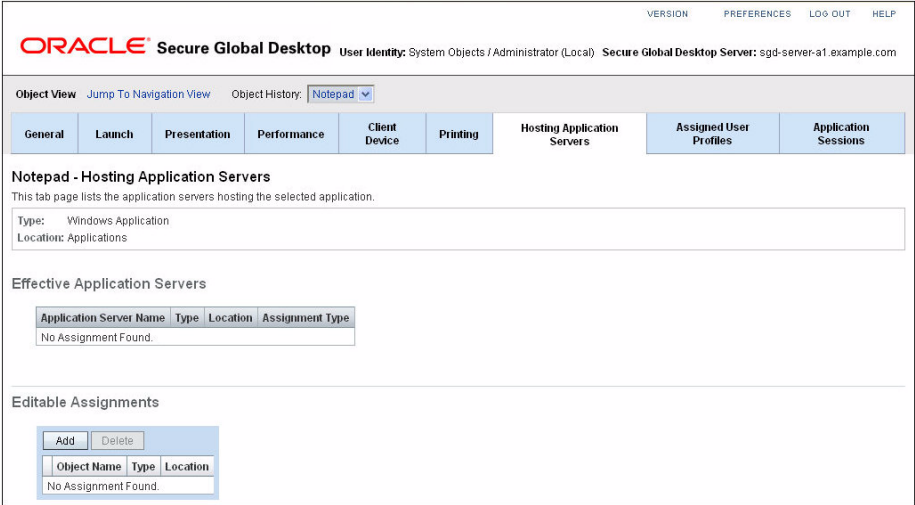 VERSION PREFERENCES LOG OUT HELP
ORACLE Secure Global Desktop User Identity: System Objects / Administrator (Local) Secure Global Desktop Server: sgd-server-a1.example.com
Object View Jump To Navigation View Object History: Notepad
General Launch Presentation Performance Client Device Printing Hosting Application Servers Assigned User Profiles Application Sessions
Notepad - Hosting Application Servers
This tab page lists the application servers hosting the selected application.
Type: Windows Application
Location: Applications
Effective Application Servers
Application Server Name Type Location Assignment Type
No Assignment Found.
Editable Assignments
Add Delete
Object Name Type Location
No Assignment Found.